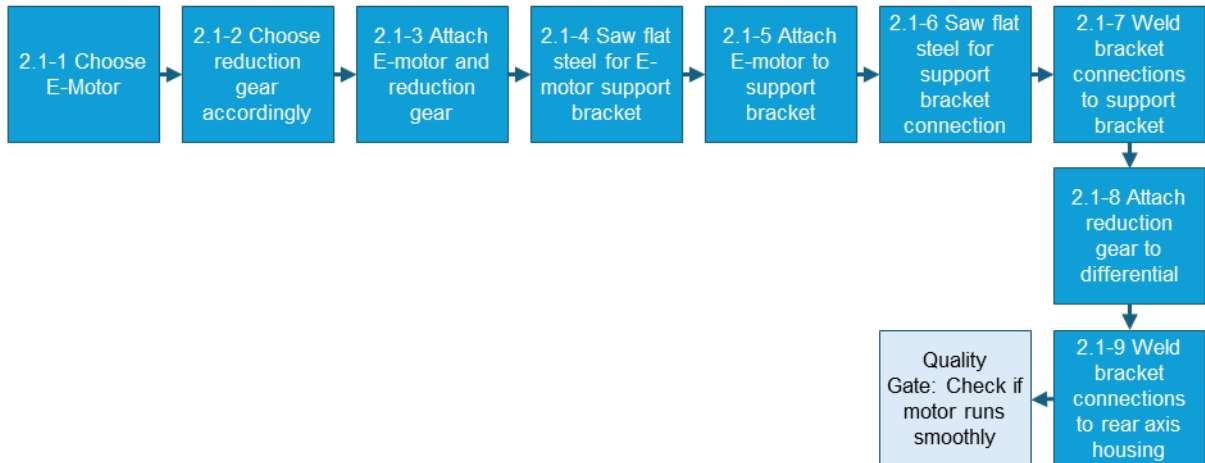 2.1-1 Choose
E-Motor
2.1-2 Choose
reduction
gear
accordingly
2.1-3 Attach
E-motor and
reduction
gear
2.1-4 Saw flat
steel for E-
motor support
bracket
2.1-5 Attach
E-motor to
support
bracket
2.1-6 Saw flat
steel for
support
bracket
connection
2.1-7 Weld
bracket
connections
to support
bracket
2.1-8 Attach
reduction
gear to
differential
2.1-9 Weld
bracket
connections
to rear axis
housing
Quality
Gate: Check if
motor runs
smoothly